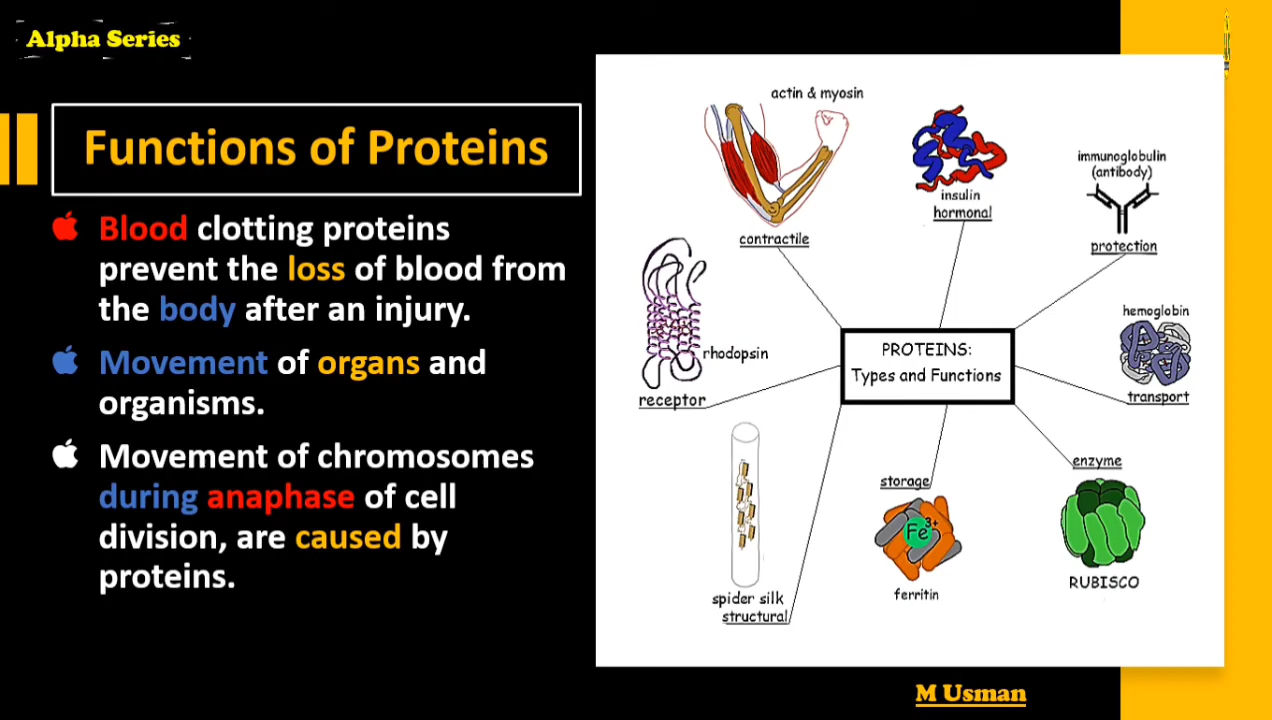 Alpha Series
Functions of Proteins
Blood clotting proteins
prevent the loss of blood from
the body after an injury.
Movement of organs and
organisms.
Movement of chromosomes
during anaphase of cell
division, are caused by
proteins.
actin & myosin
contractile
insulin
hormonal
immunoglobulin
(antibody)
protection
rhodopsin
receptor
PROTEINS:
Types and Functions
hemoglobin
transport
spider silk
structural
storage
Fe3+
ferritin
enzyme
RUBISCO
M Usman